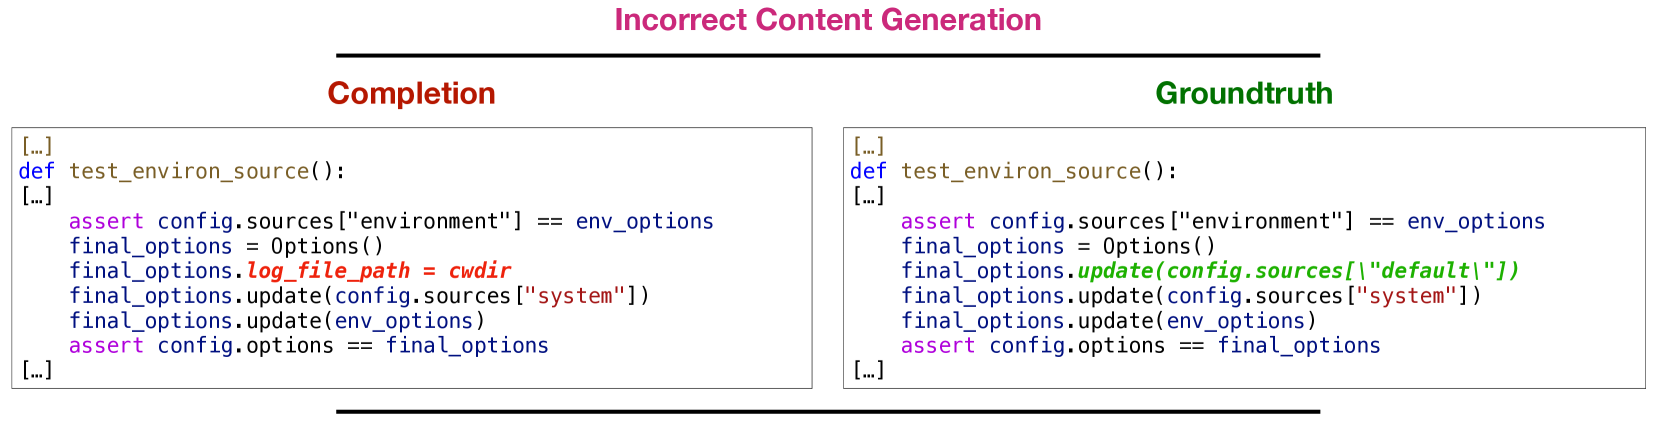 Incorrect Content Generation
Completion
[…]
def test_environ_source():
[…]
    assert config.sources["environment"] == env_options
    final_options = Options()
    final_options.log_file_path = cwdir
    final_options.update(config.sources["system"])
    final_options.update(env_options)
    assert config.options == final_options
[…]
Groundtruth
[…]
def test_environ_source():
[…]
    assert config.sources["environment"] == env_options
    final_options = Options()
    final_options.update(config.sources[\"default\"])
    final_options.update(config.sources["system"])
    final_options.update(env_options)
    assert config.options == final_options
[…]